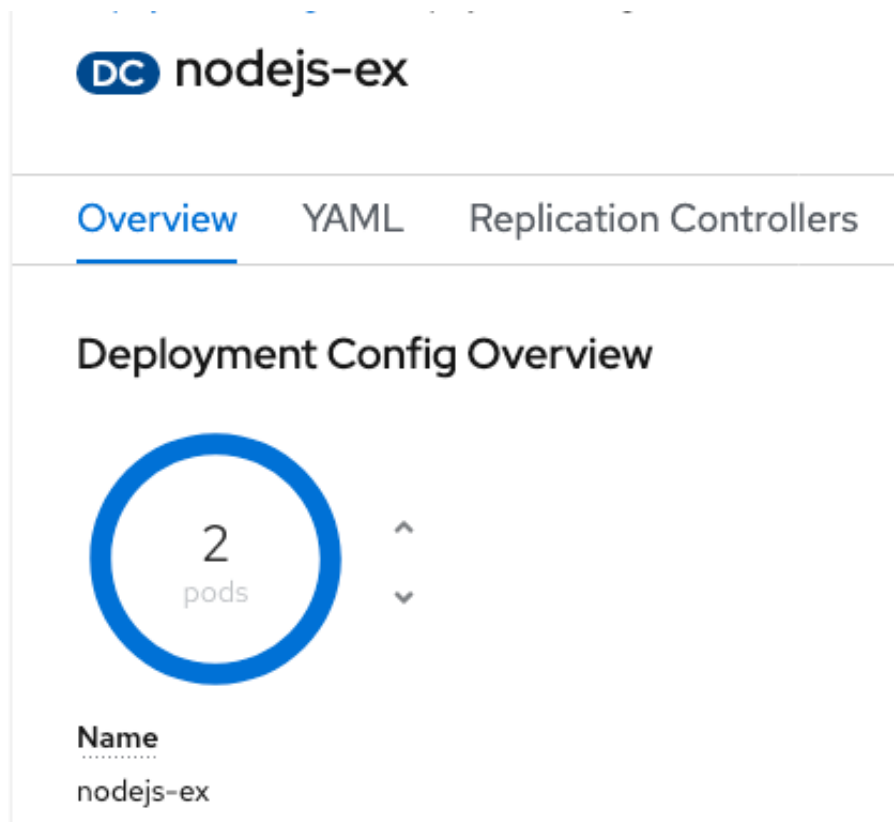 DC nodejs-ex
Overview YAML Replication Controllers
Deployment Config Overview
2
pods
Name
nodejs-ex